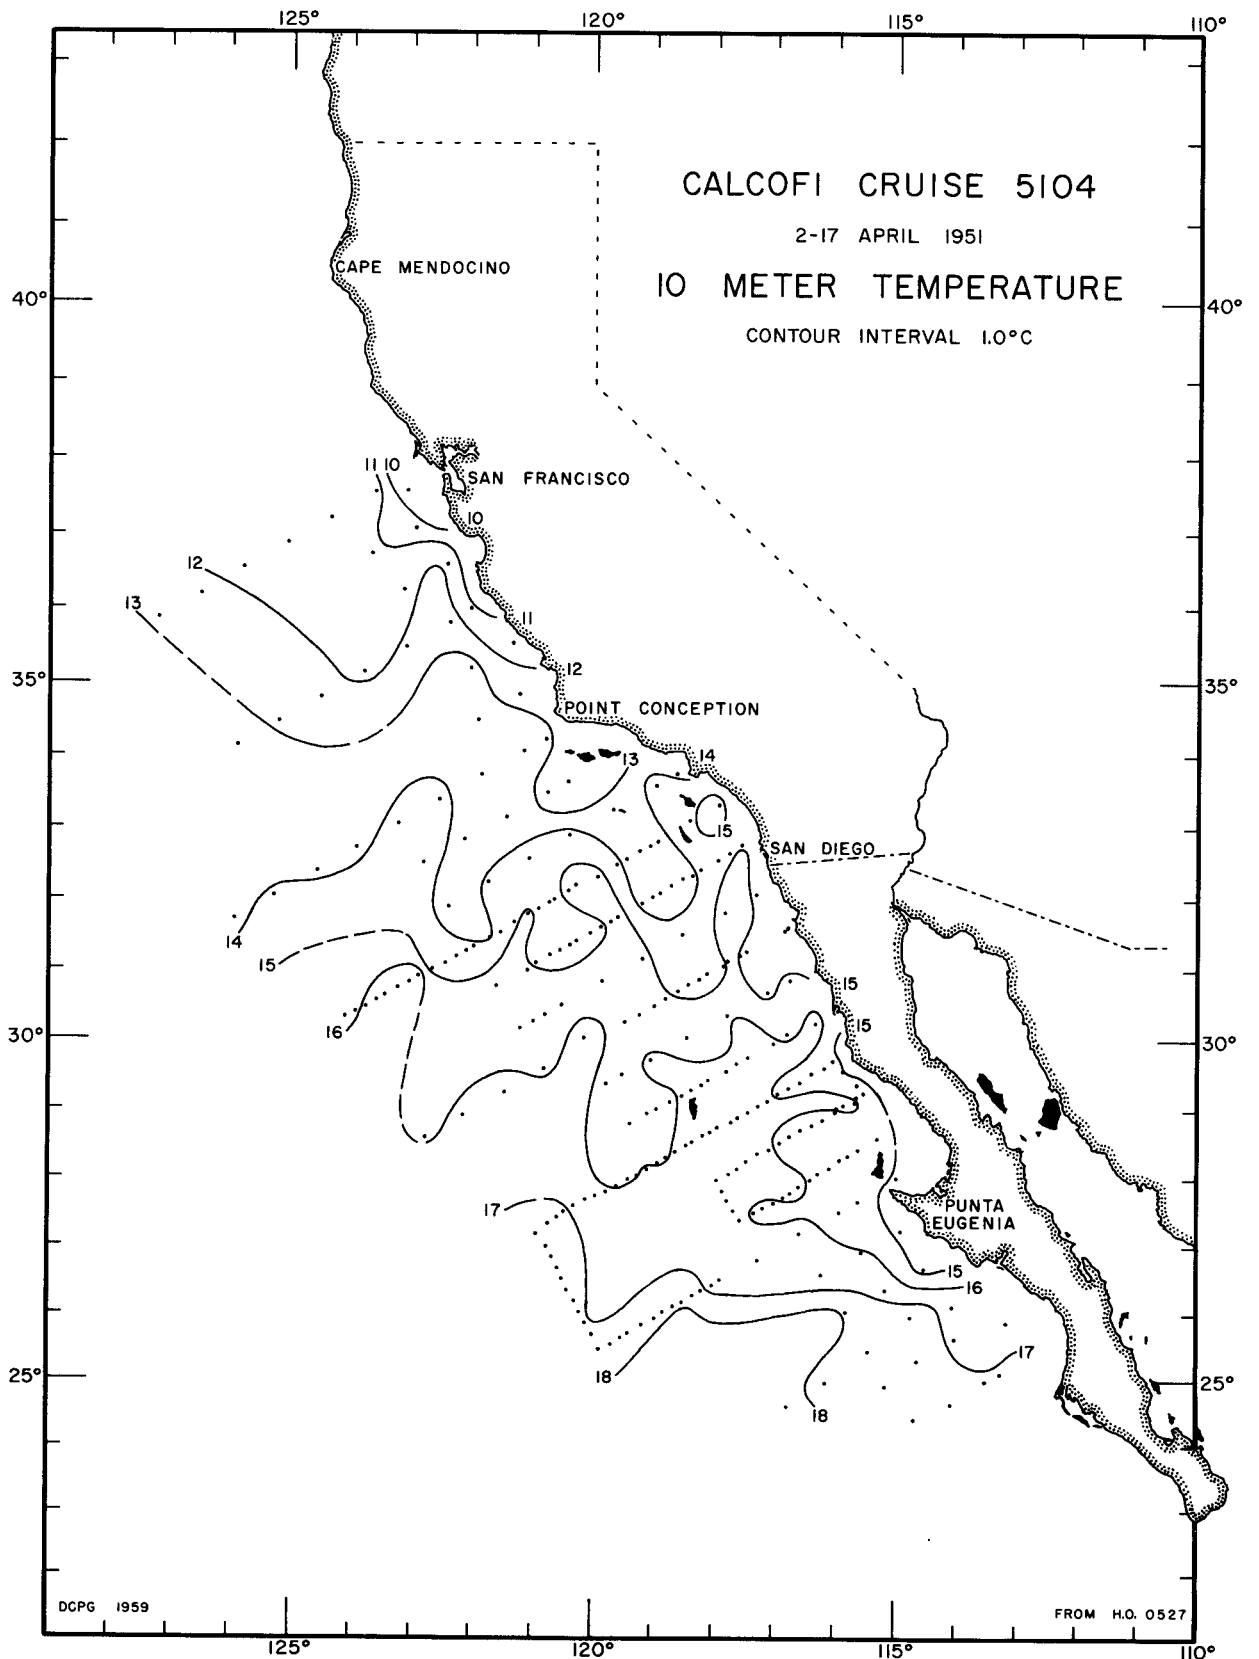 125° 120° 115° 110°
CALCOFI CRUISE 5104
2-17 APRIL 1951
CAPE MENDOCINO
10 METER TEMPERATURE
40° 40°
CONTOUR INTERVAL 1.0°C
11 10
SAN FRANCISCO
10
12
13
11
12
35° 35°
POINT CONCEPTION
14
13
15
SAN DIEGO
14
15
15
16
15
30° 30°
17
PUNTA
EUGENIA
15
16
17
25° 25°
18
18
DCPG 1959
FROM H.O. 0527
125° 120° 115° 110°